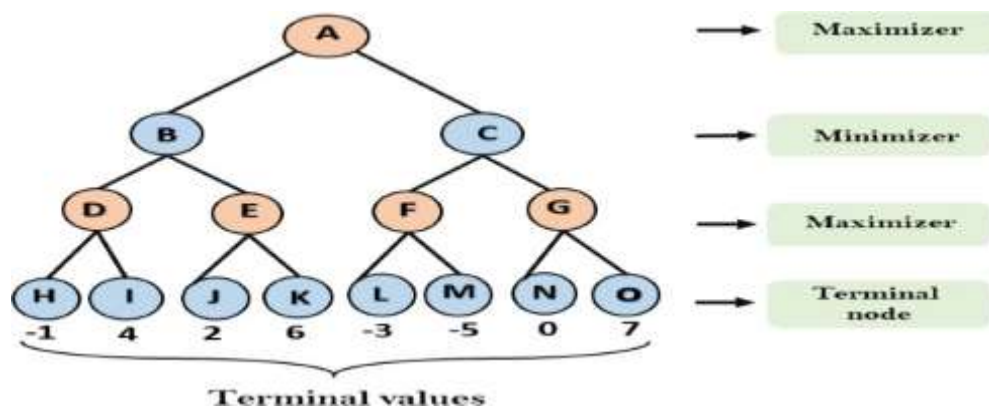 A
Maximizer
B
C
Minimizer
D
E
F
G
Maximizer
H
I
J
K
L
M
N
O
Terminal
node
-1
4
2
6
-3
-5
0
7
Terminal values